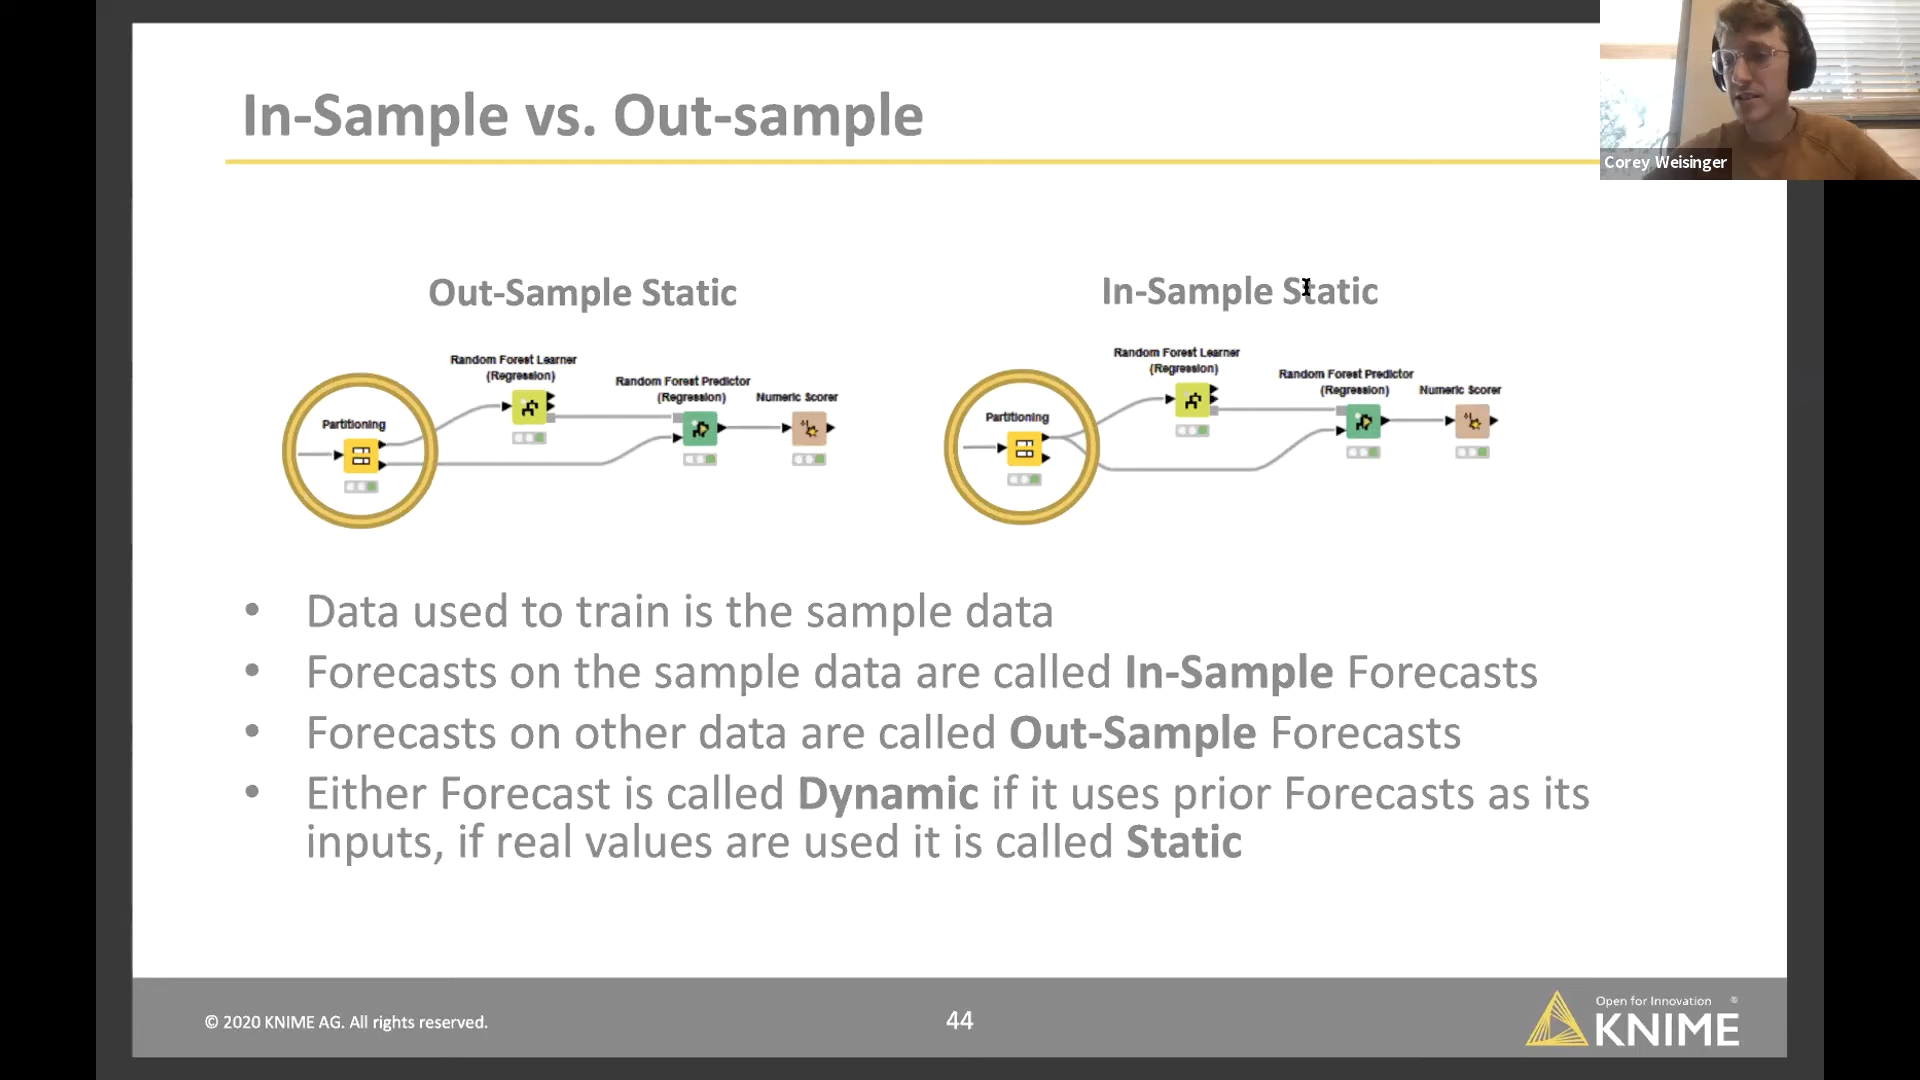 In-Sample vs. Out-sample
Corey Weisinger
Out-Sample Static
In-Sample Static
Random Forest Learner
(Regression)
Random Forest Predictor
(Regression)
Numeric Scorer
Partitioning
Random Forest Learner
(Regression)
Random Forest Predictor
(Regression)
Numeric Scorer
Partitioning
• Data used to train is the sample data
• Forecasts on the sample data are called In-Sample Forecasts
• Forecasts on other data are called Out-Sample Forecasts
• Either Forecast is called Dynamic if it uses prior Forecasts as its
inputs, if real values are used it is called Static
© 2020 KNIME AG. All rights reserved.
44
Open for Innovation ®
KNIME